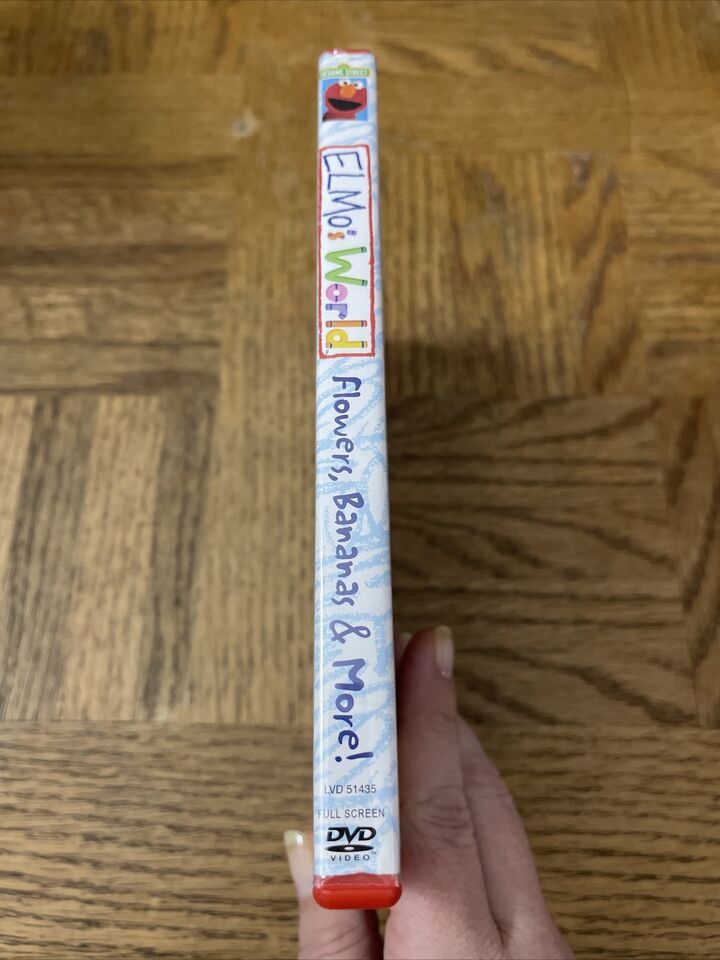 SESAME STREET
ELMO's World
Flowers, Bananas & More!
LVD 51435
FULL SCREEN
DVD
VIDEO